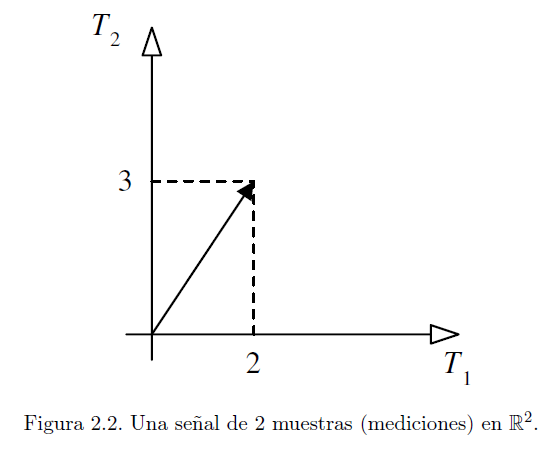 T₂
3
2
T₁
Figura 2.2. Una señal de 2 muestras (mediciones) en ℝ².